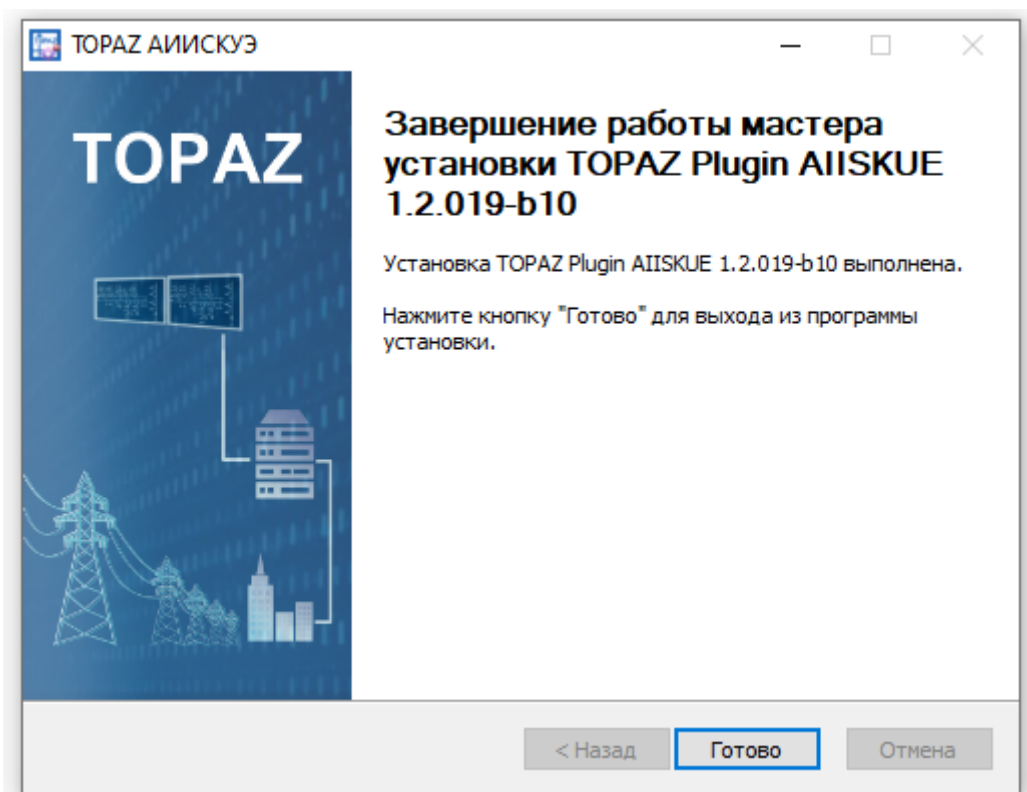 TOPAZ АИИСКУЭ
TOPAZ
Завершение работы мастера
установки TOPAZ Plugin AIISKUE
1.2.019-b10
Установка TOPAZ Plugin AIISKUE 1.2.019-b10 выполнена.
Нажмите кнопку "Готово" для выхода из программы
установки.
< Назад
Готово
Отмена